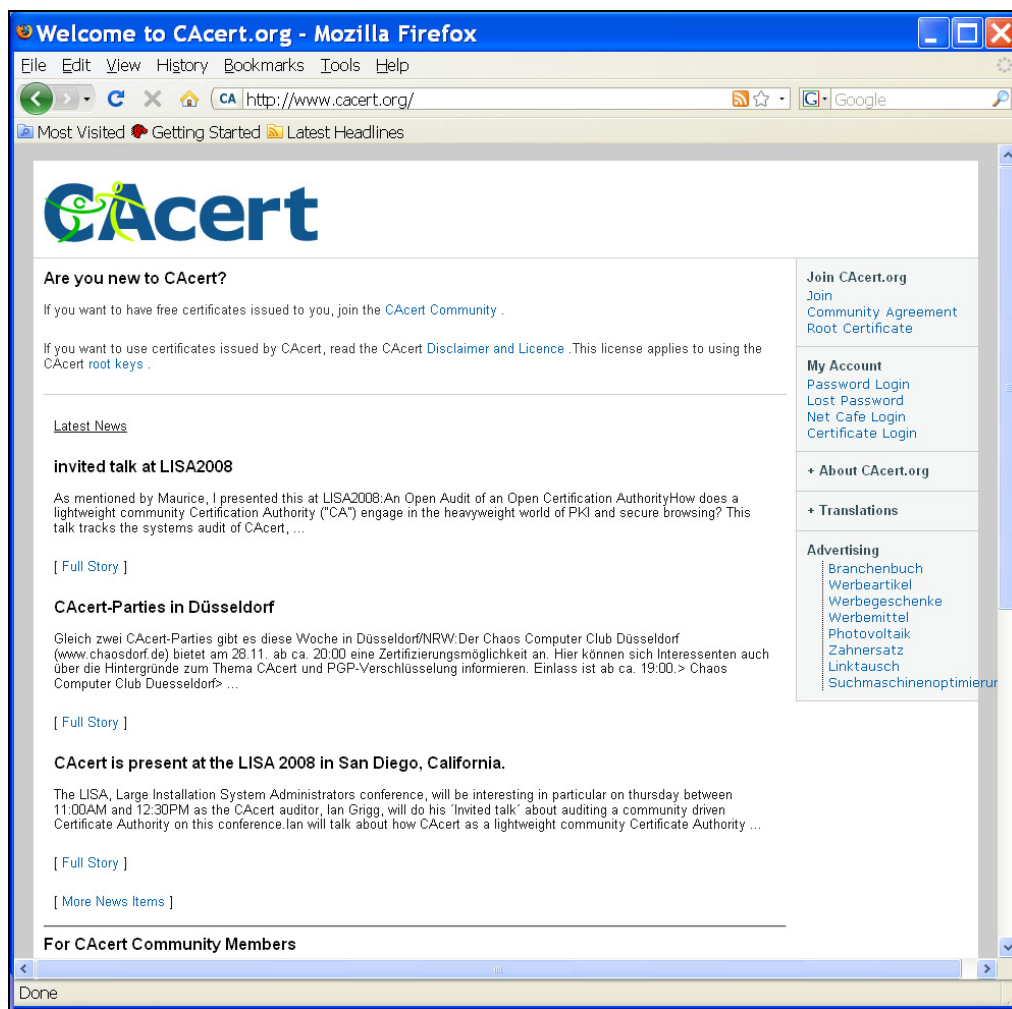 Welcome to CAcert.org - Mozilla Firefox
File Edit View History Bookmarks Tools Help
CA http://www.cacert.org/ G Google
Most Visited Getting Started Latest Headlines
CAcert
Are you new to CAcert?
If you want to have free certificates issued to you, join the CAcert Community .
If you want to use certificates issued by CAcert, read the CAcert Disclaimer and Licence .This license applies to using the
CAcert root keys .
Latest News
invited talk at LISA2008
As mentioned by Maurice, I presented this at LISA2008:An Open Audit of an Open Certification AuthorityHow does a
lightweight community Certification Authority ("CA") engage in the heavyweight world of PKI and secure browsing? This
talk tracks the systems audit of CAcert, ...
[ Full Story ]
CAcert-Parties in Düsseldorf
Gleich zwei CAcert-Parties gibt es diese Woche in Düsseldorf/NRW:Der Chaos Computer Club Düsseldorf
(www.chaosdorf.de) bietet am 28.11. ab ca. 20:00 eine Zertifizierungsmöglichkeit an. Hier können sich Interessenten auch
über die Hintergründe zum Thema CAcert und PGP-Verschlüsselung informieren. Einlass ist ab ca. 19:00.> Chaos
Computer Club Duesseldorf> ...
[ Full Story ]
CAcert is present at the LISA 2008 in San Diego, California.
The LISA, Large Installation System Administrators conference, will be interesting in particular on thursday between
11:00AM and 12:30PM as the CAcert auditor, Ian Grigg, will do his ´Invited talk´ about auditing a community driven
Certificate Authority on this conference.Ian will talk about how CAcert as a lightweight community Certificate Authority ...
[ Full Story ]
[ More News Items ]
For CAcert Community Members
Join CAcert.org
Join
Community Agreement
Root Certificate
My Account
Password Login
Lost Password
Net Cafe Login
Certificate Login
+ About CAcert.org
+ Translations
Advertising
Branchenbuch
Werbeartikel
Werbegeschenke
Werbemittel
Photovoltaik
Zahnersatz
Linktausch
Suchmaschinenoptimierur
Done